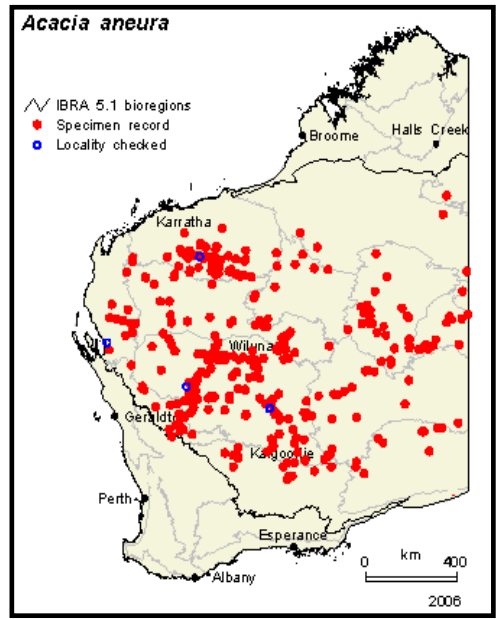 Acacia aneura
IBRA 5.1 bioregions
Specimen record
Locality checked
Broome
Halls Creek
Karratha
Wiluna
Geraldt
Kalgoorlie
Perth
Esperance
Albany
0 km 400
2006